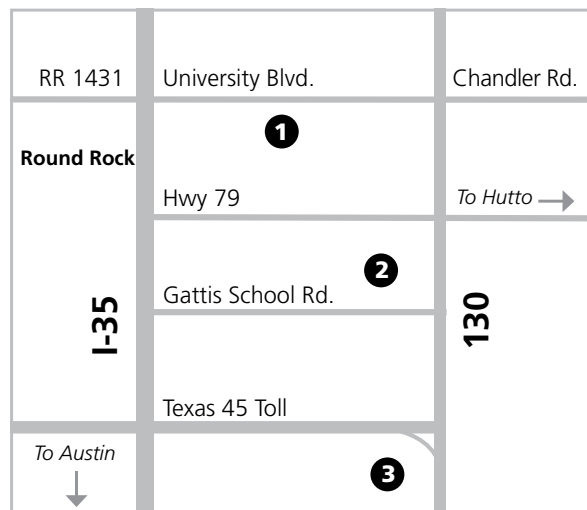 RR 1431
University Blvd.
Chandler Rd.
1
Round Rock
Hwy 79
To Hutto
2
Gattis School Rd.
I-35
130
Texas 45 Toll
To Austin
3